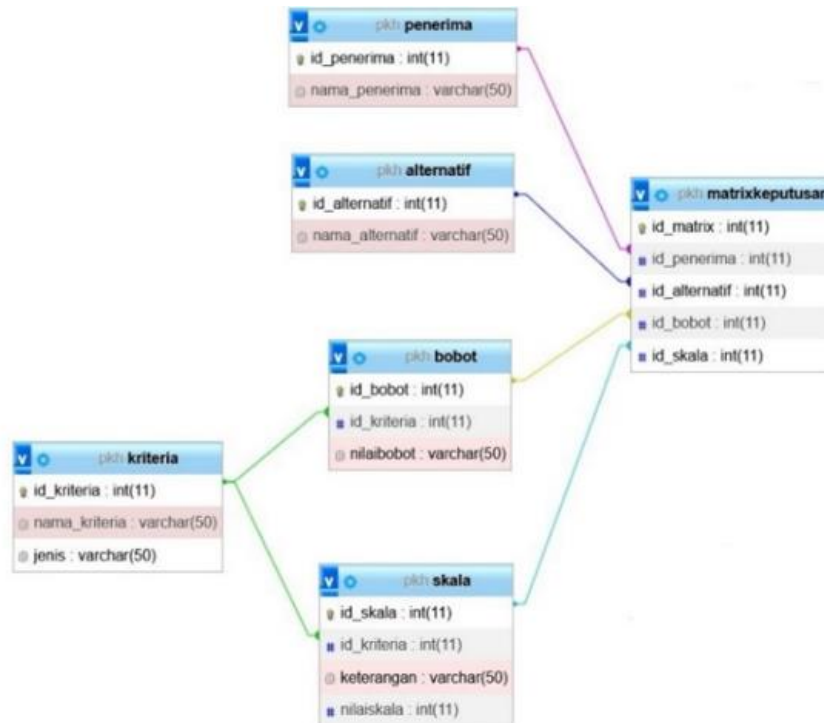 pkh penerima
id_penerima : int(11)
nama_penerima : varchar(50)
pkh alternatif
id_alternatif : int(11)
nama_alternatif : varchar(50)
pkh matrixkeputusan
id_matrix : int(11)
id_penerima : int(11)
id_alternatif : int(11)
id_bobot : int(11)
id_skala : int(11)
pkh bobot
id_bobot : int(11)
id_kriteria : int(11)
nilaibobot : varchar(50)
pkh kriteria
id_kriteria : int(11)
nama_kriteria : varchar(50)
jenis : varchar(50)
pkh skala
id_skala : int(11)
id_kriteria : int(11)
keterangan : varchar(50)
nilaiskala : int(11)